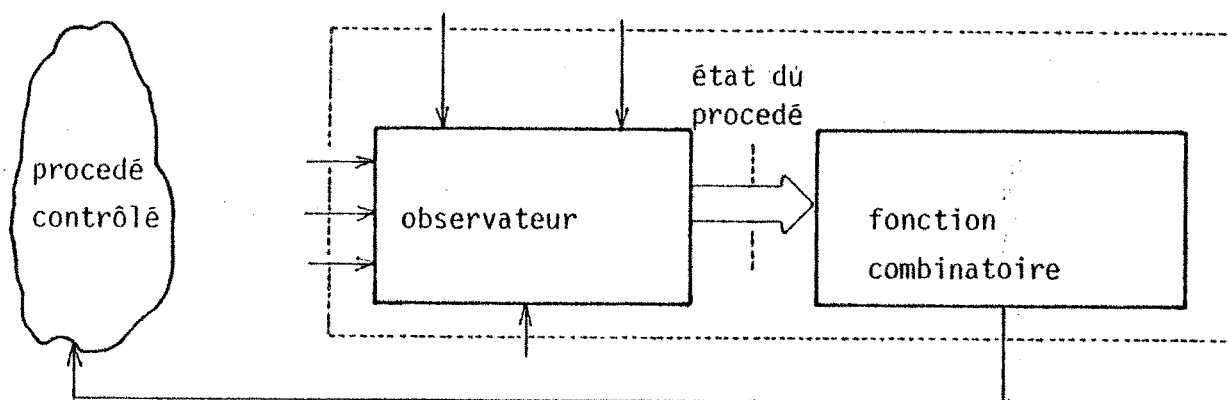 état du
procedé
procedé
contrôlé
observateur
fonction
combinatoire